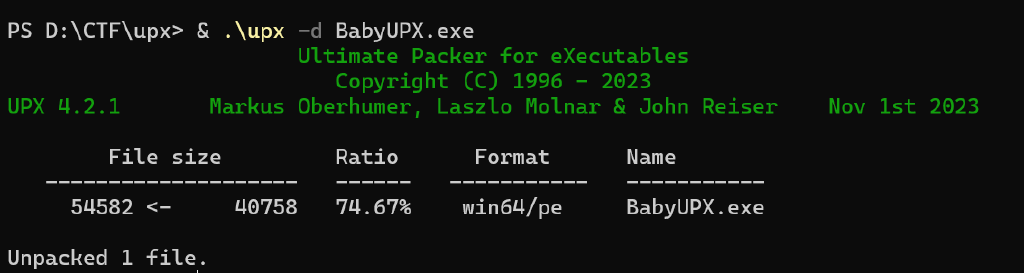 PS D:\CTF\upx> & .\upx -d BabyUPX.exe
Ultimate Packer for eXecutables
Copyright (C) 1996 - 2023
UPX 4.2.1 Markus Oberhumer, Laszlo Molnar & John Reiser Nov 1st 2023
File size Ratio Format Name
-------------------- ------ ----------- -----------
54582 <- 40758 74.67% win64/pe BabyUPX.exe
Unpacked 1 file.